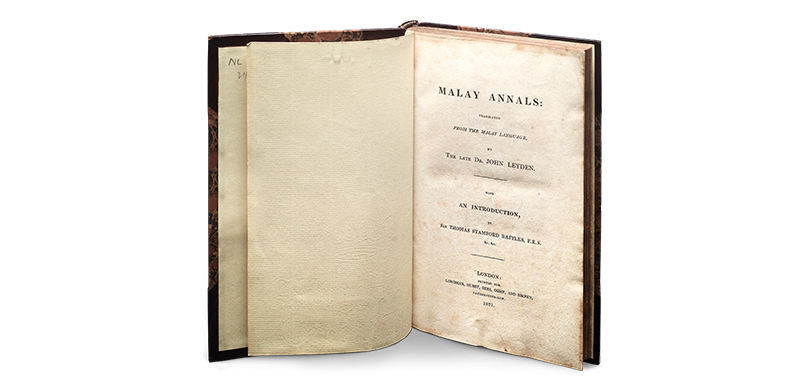 NL
MALAY ANNALS:
TRANSLATED
FROM THE MALAY LANGUAGE,
BY
THE LATE DR. JOHN LEYDEN.
WITH
AN INTRODUCTION,
BY
SIR THOMAS STAMFORD RAFFLES, F.R.S.
&c. &c.
LONDON:
PRINTED FOR
LONGMAN, HURST, REES, ORME, AND BROWN,
PATERNOSTER-ROW.
1821.